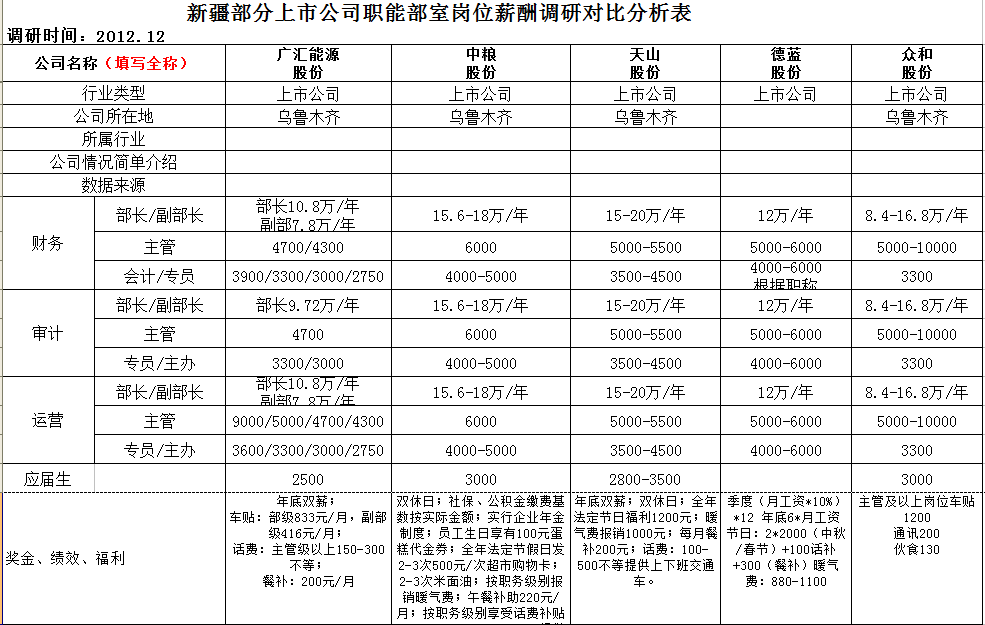 新疆部分上市公司职能部室岗位薪酬调研对比分析表
调研时间: 2012.12
公司名称（填写全称） 广汇能源股份 中粮股份 天山股份 德蓝股份 众和股份
行业类型 上市公司 上市公司 上市公司 上市公司 上市公司
公司所在地 乌鲁木齐 乌鲁木齐 乌鲁木齐 乌鲁木齐
所属行业
公司情况简单介绍
数据来源
财务
部长/副部长 部长10.8万/年 副部7.8万/年 15.6-18万/年 15-20万/年 12万/年 8.4-16.8万/年
主管 4700/4300 6000 5000-5500 5000-6000 5000-10000
会计/专员 3900/3300/3000/2750 4000-5000 3500-4500 4000-6000 根据职称 3300
审计
部长/副部长 部长9.72万/年 15.6-18万/年 15-20万/年 12万/年 8.4-16.8万/年
主管 4700 6000 5000-5500 5000-6000 5000-10000
专员/主办 3300/3000 4000-5000 3500-4500 4000-6000 3300
运营
部长/副部长 部长10.8万/年 副部7.8万/年 15.6-18万/年 15-20万/年 12万/年 8.4-16.8万/年
主管 9000/5000/4700/4300 6000 5000-5500 5000-6000 5000-10000
专员/主办 3600/3300/3000/2750 4000-5000 3500-4500 4000-6000 3300
应届生 2500 3000 2800-3500 3000
奖金、绩效、福利
年底双薪；
车贴：部级833元/月，副部
级416元/月；
话费：主管级以上150-300
不等；
餐补：200元/月
双休日；社保、公积金缴费基
数按实际金额；实行企业年金
制度；员工生日享有100元蛋
糕代金券；全年法定节假日发
2-3次500元/次超市购物卡；
2-3次米面油；按职务级别报
销暖气费；午餐补助220元/
月；按职务级别享受话费补贴
年底双薪；双休日；全年
法定节日福利1200元；暖
气费报销1000元；每月餐
补200元；话费：100-
500不等提供上下班交通
车。
季度（月工资*10%）
*12 年底6*月工资
节日：2*2000（中秋
/春节）+100话补
+300（餐补）暖气
费：880-1100
主管及以上岗位车贴
1200
通讯200
伙食130